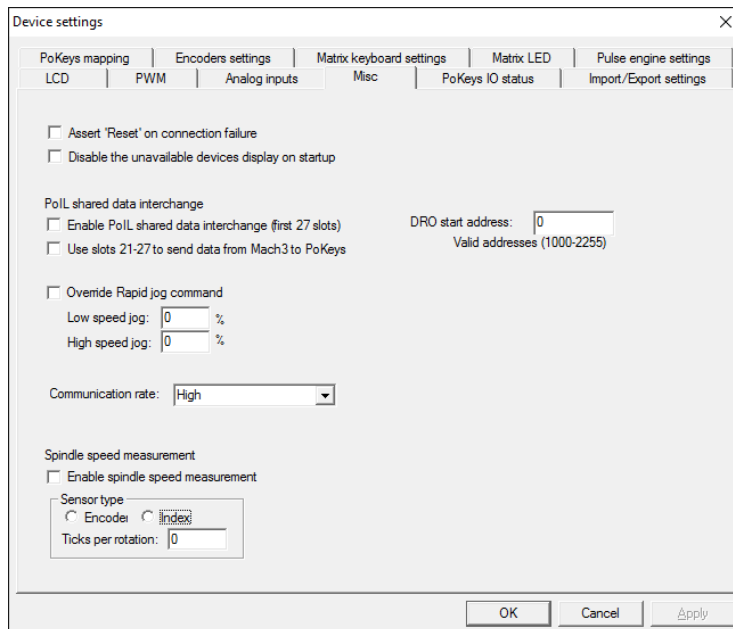 Device settings
PoKeys mapping Encoders settings Matrix keyboard settings Matrix LED Pulse engine settings
LCD PWM Analog inputs Misc PoKeys IO status Import/Export settings
Assert 'Reset' on connection failure
Disable the unavailable devices display on startup
PoIL shared data interchange
Enable PoIL shared data interchange (first 27 slots) DRO start address: 0
Use slots 21-27 to send data from Mach3 to PoKeys Valid addresses (1000-2255)
Override Rapid jog command
Low speed jog: 0 %
High speed jog: 0 %
Communication rate: High
Spindle speed measurement
Enable spindle speed measurement
Sensor type
Encoder Index
Ticks per rotation: 0
OK Cancel Apply